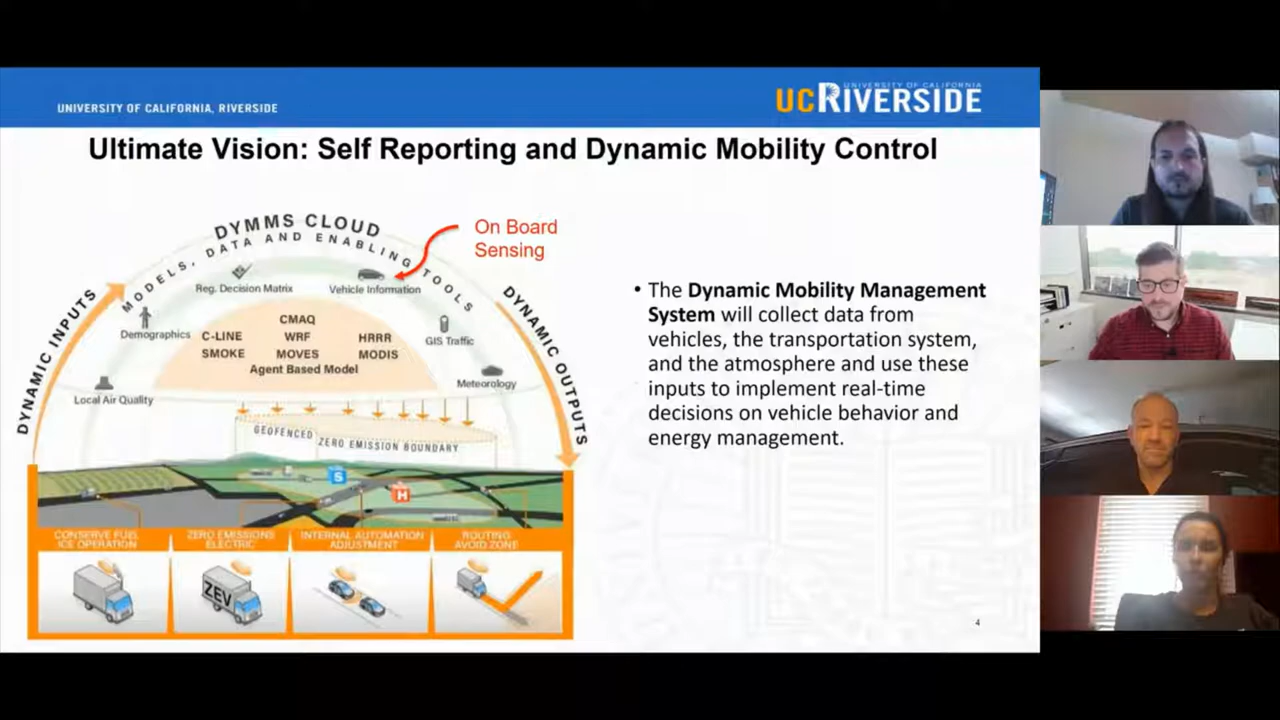 UNIVERSITY OF CALIFORNIA, RIVERSIDE
UNIVERSITY OF CALIFORNIA
UCRIVERSIDE
Ultimate Vision: Self Reporting and Dynamic Mobility Control
DYMMS CLOUD
MODELS, DATA AND ENABLING TOOLS
On Board
Sensing
DYNAMIC INPUTS
DYNAMIC OUTPUTS
Reg. Decision Matrix
Vehicle Information
Demographics
GIS Traffic
Local Air Quality
Meteorology
CMAQ
C-LINE WRF HRRR
SMOKE MOVES MODIS
Agent Based Model
GEOFENCED ZERO EMISSION BOUNDARY
S
H
CONSERVE FUEL
ICE OPERATION
ZERO EMISSIONS
ELECTRIC
INTERNAL AUTOMATION
ADJUSTMENT
ROUTING
AVOID ZONE
ZEV
• The Dynamic Mobility Management
System will collect data from
vehicles, the transportation system,
and the atmosphere and use these
inputs to implement real-time
decisions on vehicle behavior and
energy management.
4